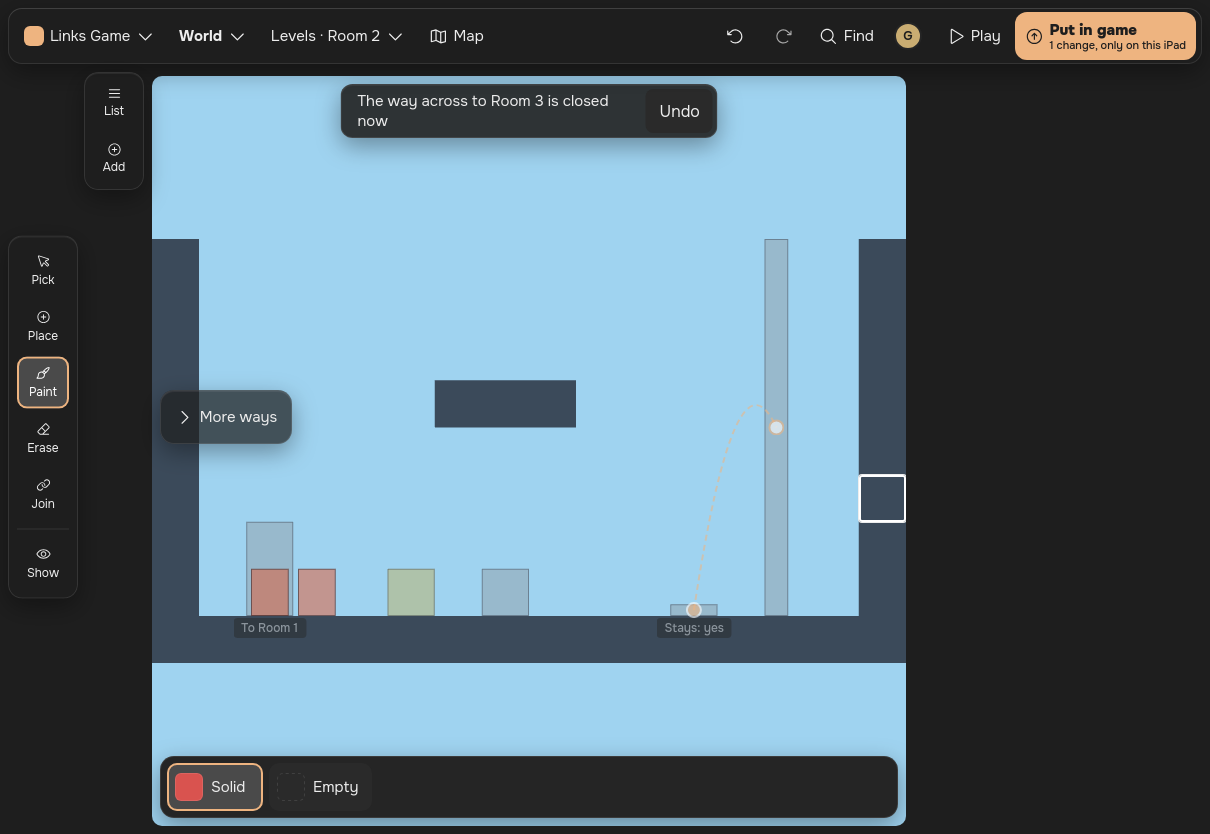 Links Game
World
Levels · Room 2
Map
Find
G
Play
Put in game
1 change, only on this iPad
List
Add
The way across to Room 3 is closed
now
Undo
Pick
Place
Paint
Erase
Join
Show
More ways
To Room 1
Stays: yes
Solid
Empty